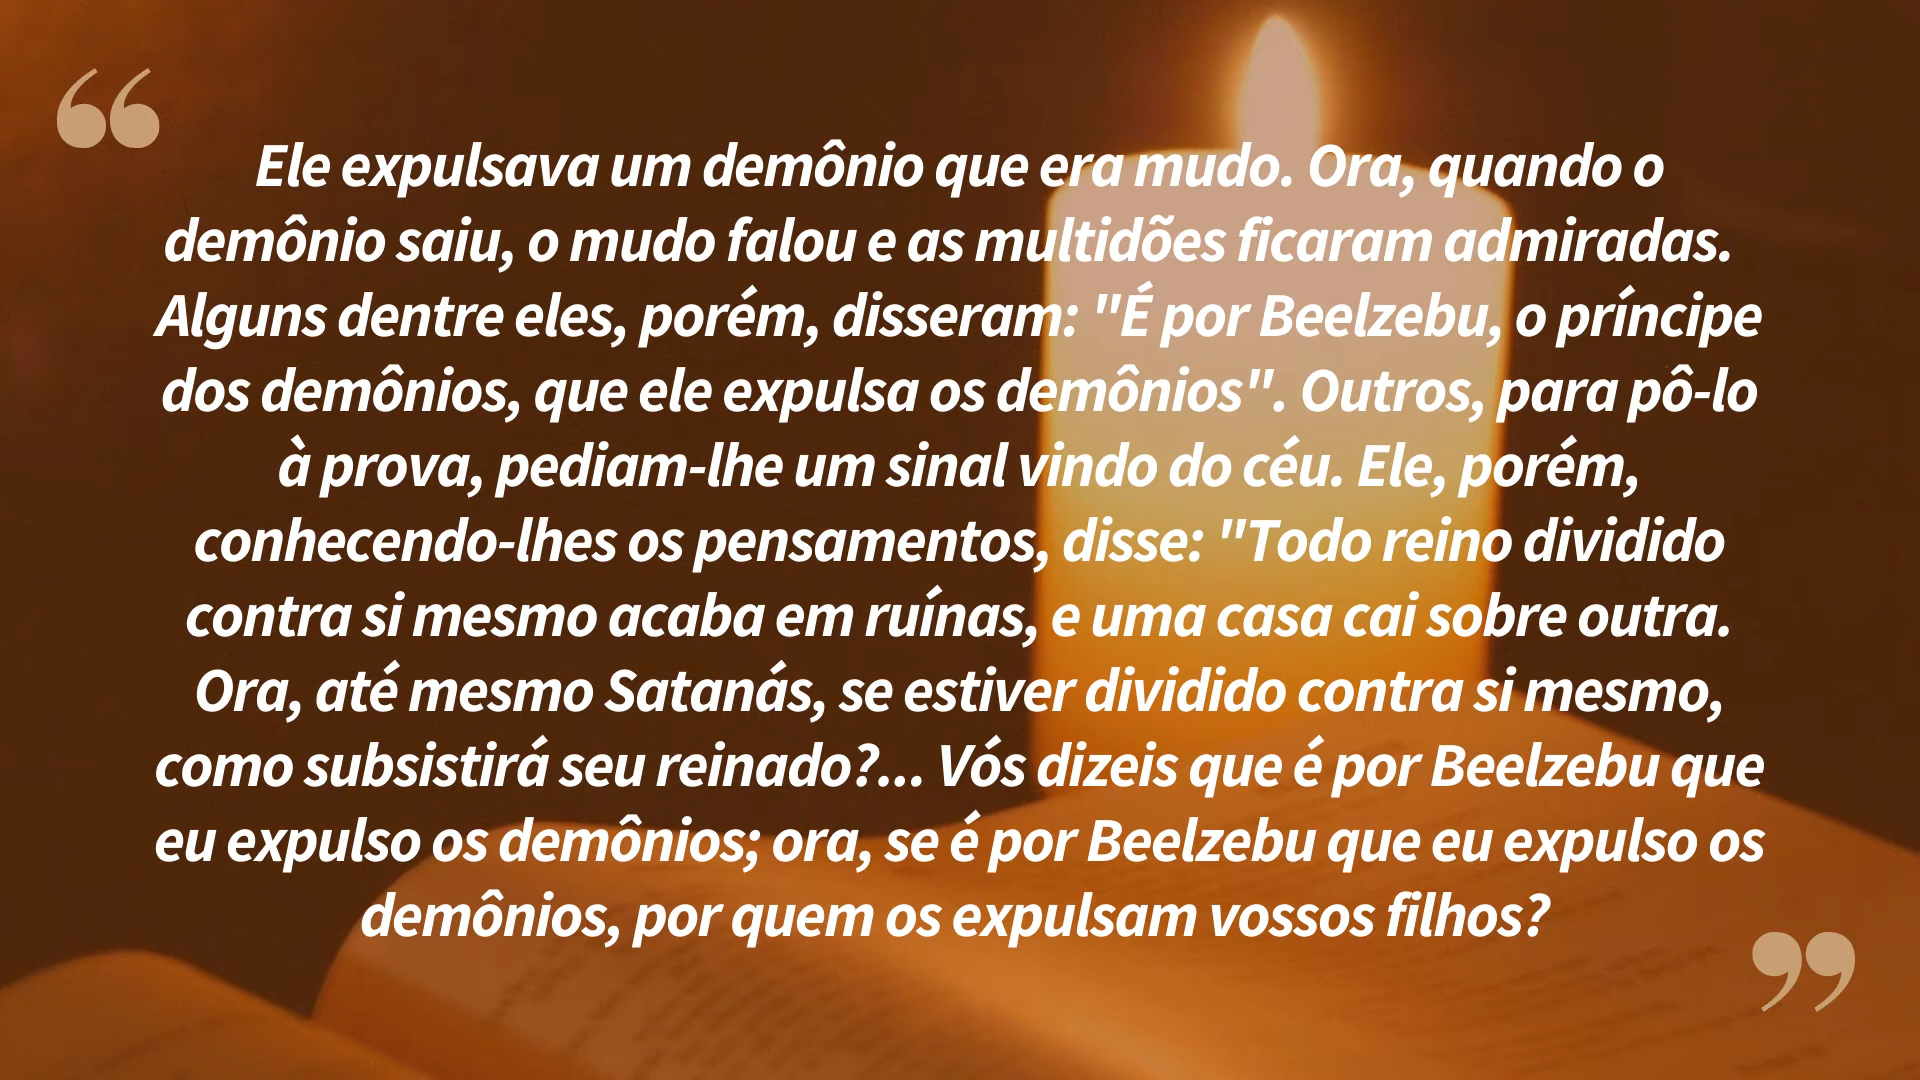 “
Ele expulsava um demônio que era mudo. Ora, quando o
demônio saiu, o mudo falou e as multidões ficaram admiradas.
Alguns dentre eles, porém, disseram: "É por Beelzebu, o príncipe
dos demônios, que ele expulsa os demônios". Outros, para pô-lo
à prova, pediam-lhe um sinal vindo do céu. Ele, porém,
conhecendo-lhes os pensamentos, disse: "Todo reino dividido
contra si mesmo acaba em ruínas, e uma casa cai sobre outra.
Ora, até mesmo Satanás, se estiver dividido contra si mesmo,
como subsistirá seu reinado?... Vós dizeis que é por Beelzebu que
eu expulso os demônios; ora, se é por Beelzebu que eu expulso os
demônios, por quem os expulsam vossos filhos?
”